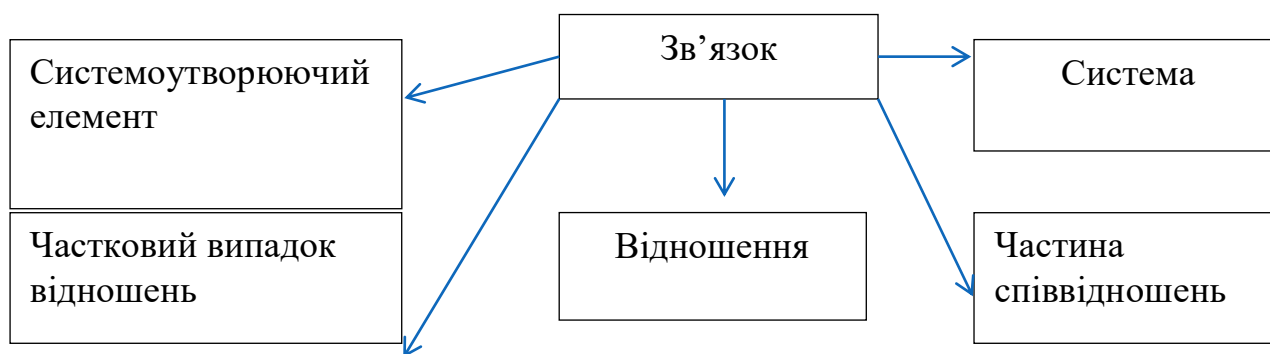 Зв’язок
Системоутворюючий
елемент
Система
Частковий випадок
відношень
Відношення
Частина
співвідношень